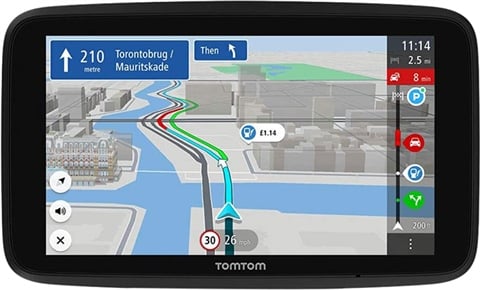 210
metre
Torontobrug /
Mauritskade
Then
11:14
2.5 mi
8 min
P
£1.14
30
26 mph
200 ft
TOMTOM